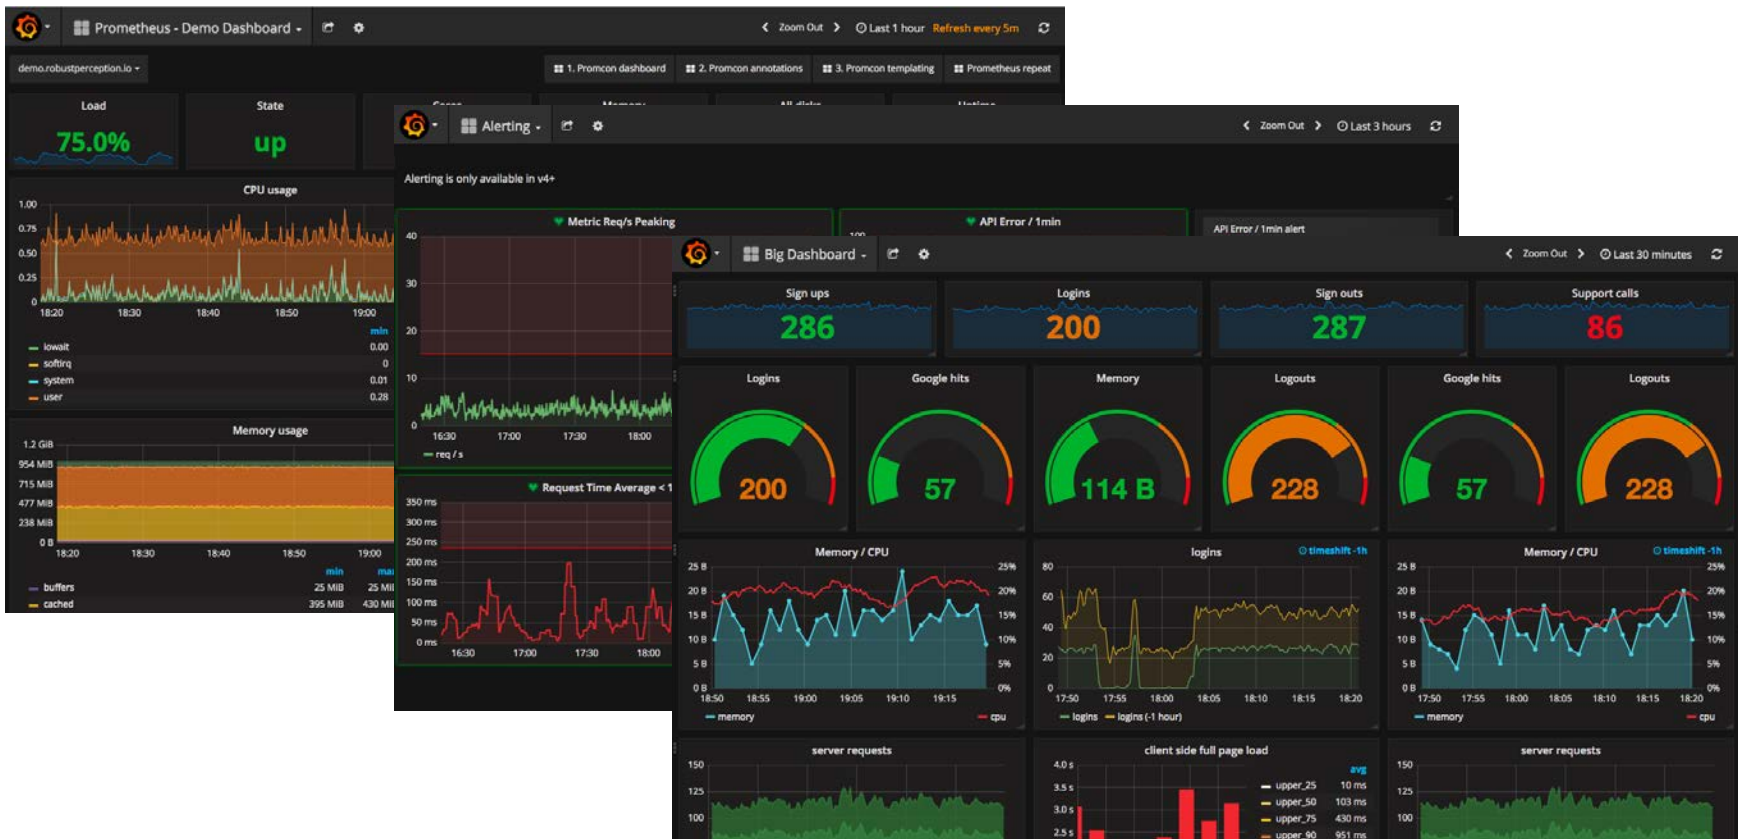 Prometheus - Demo Dashboard
Zoom Out
Last 1 hour Refresh every 5m
demo.robustperception.io
1. Promcon dashboard
2. Promcon annotations
3. Promcon templating
Prometheus repeat
Load
State
75.0%
up
CPU usage
1.00
0.75
0.50
0.25
0
18:20 18:30 18:40 18:50 19:00
min
iowait 0.00
softirq 0
system 0.01
user 0.28
Memory usage
1.2 GiB
954 MiB
715 MiB
477 MiB
238 MiB
0 B
18:20 18:30 18:40 18:50 19:00
min
buffers 25 MiB
cached 395 MiB 430
Alerting
Zoom Out
Last 3 hours
Alerting is only available in v4+
Metric Req/s Peaking
40
30
20
10
0
16:30 17:00 17:30 18:00
req / s
API Error / 1min
API Error / 1min alert
Request Time Average < 1
350 ms
300 ms
250 ms
200 ms
150 ms
100 ms
50 ms
0 ms
16:30 17:00 17:30 18:00
Big Dashboard
Zoom Out
Last 30 minutes
Sign ups
286
Logins
200
Sign outs
287
Support calls
86
Logins
200
Google hits
57
Memory
114 B
Logouts
228
Google hits
57
Logouts
228
Memory / CPU
25 B 25%
20 B 20%
15 B 15%
10 B 10%
5 B 5%
0 B 0%
18:50 18:55 19:00 19:05 19:10 19:15
memory cpu
logins timeshift -1h
80
60
40
20
0
17:50 17:55 18:00 18:05 18:10 18:15 18:20
logins logins (-1 hour)
Memory / CPU timeshift -1h
25 B 25%
20 B 20%
15 B 15%
10 B 10%
5 B 5%
0 B 0%
17:50 17:55 18:00 18:05 18:10 18:15 18:20
memory cpu
server requests
150
125
100
client side full page load
4.0 s
3.5 s
3.0 s
2.5 s
avg
upper_25 10 ms
upper_50 103 ms
upper_75 430 ms
upper_90 951 ms
server requests
150
125
100